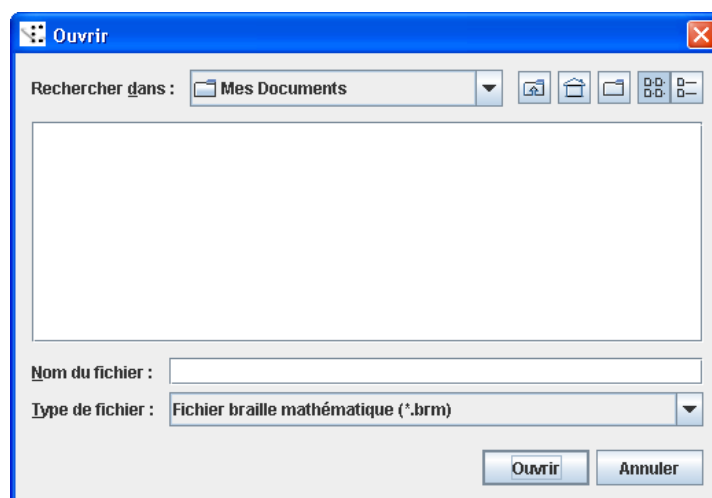 Ouvrir
Rechercher dans : Mes Documents
Nom du fichier :
Type de fichier : Fichier braille mathématique (*.brm)
Ouvrir Annuler